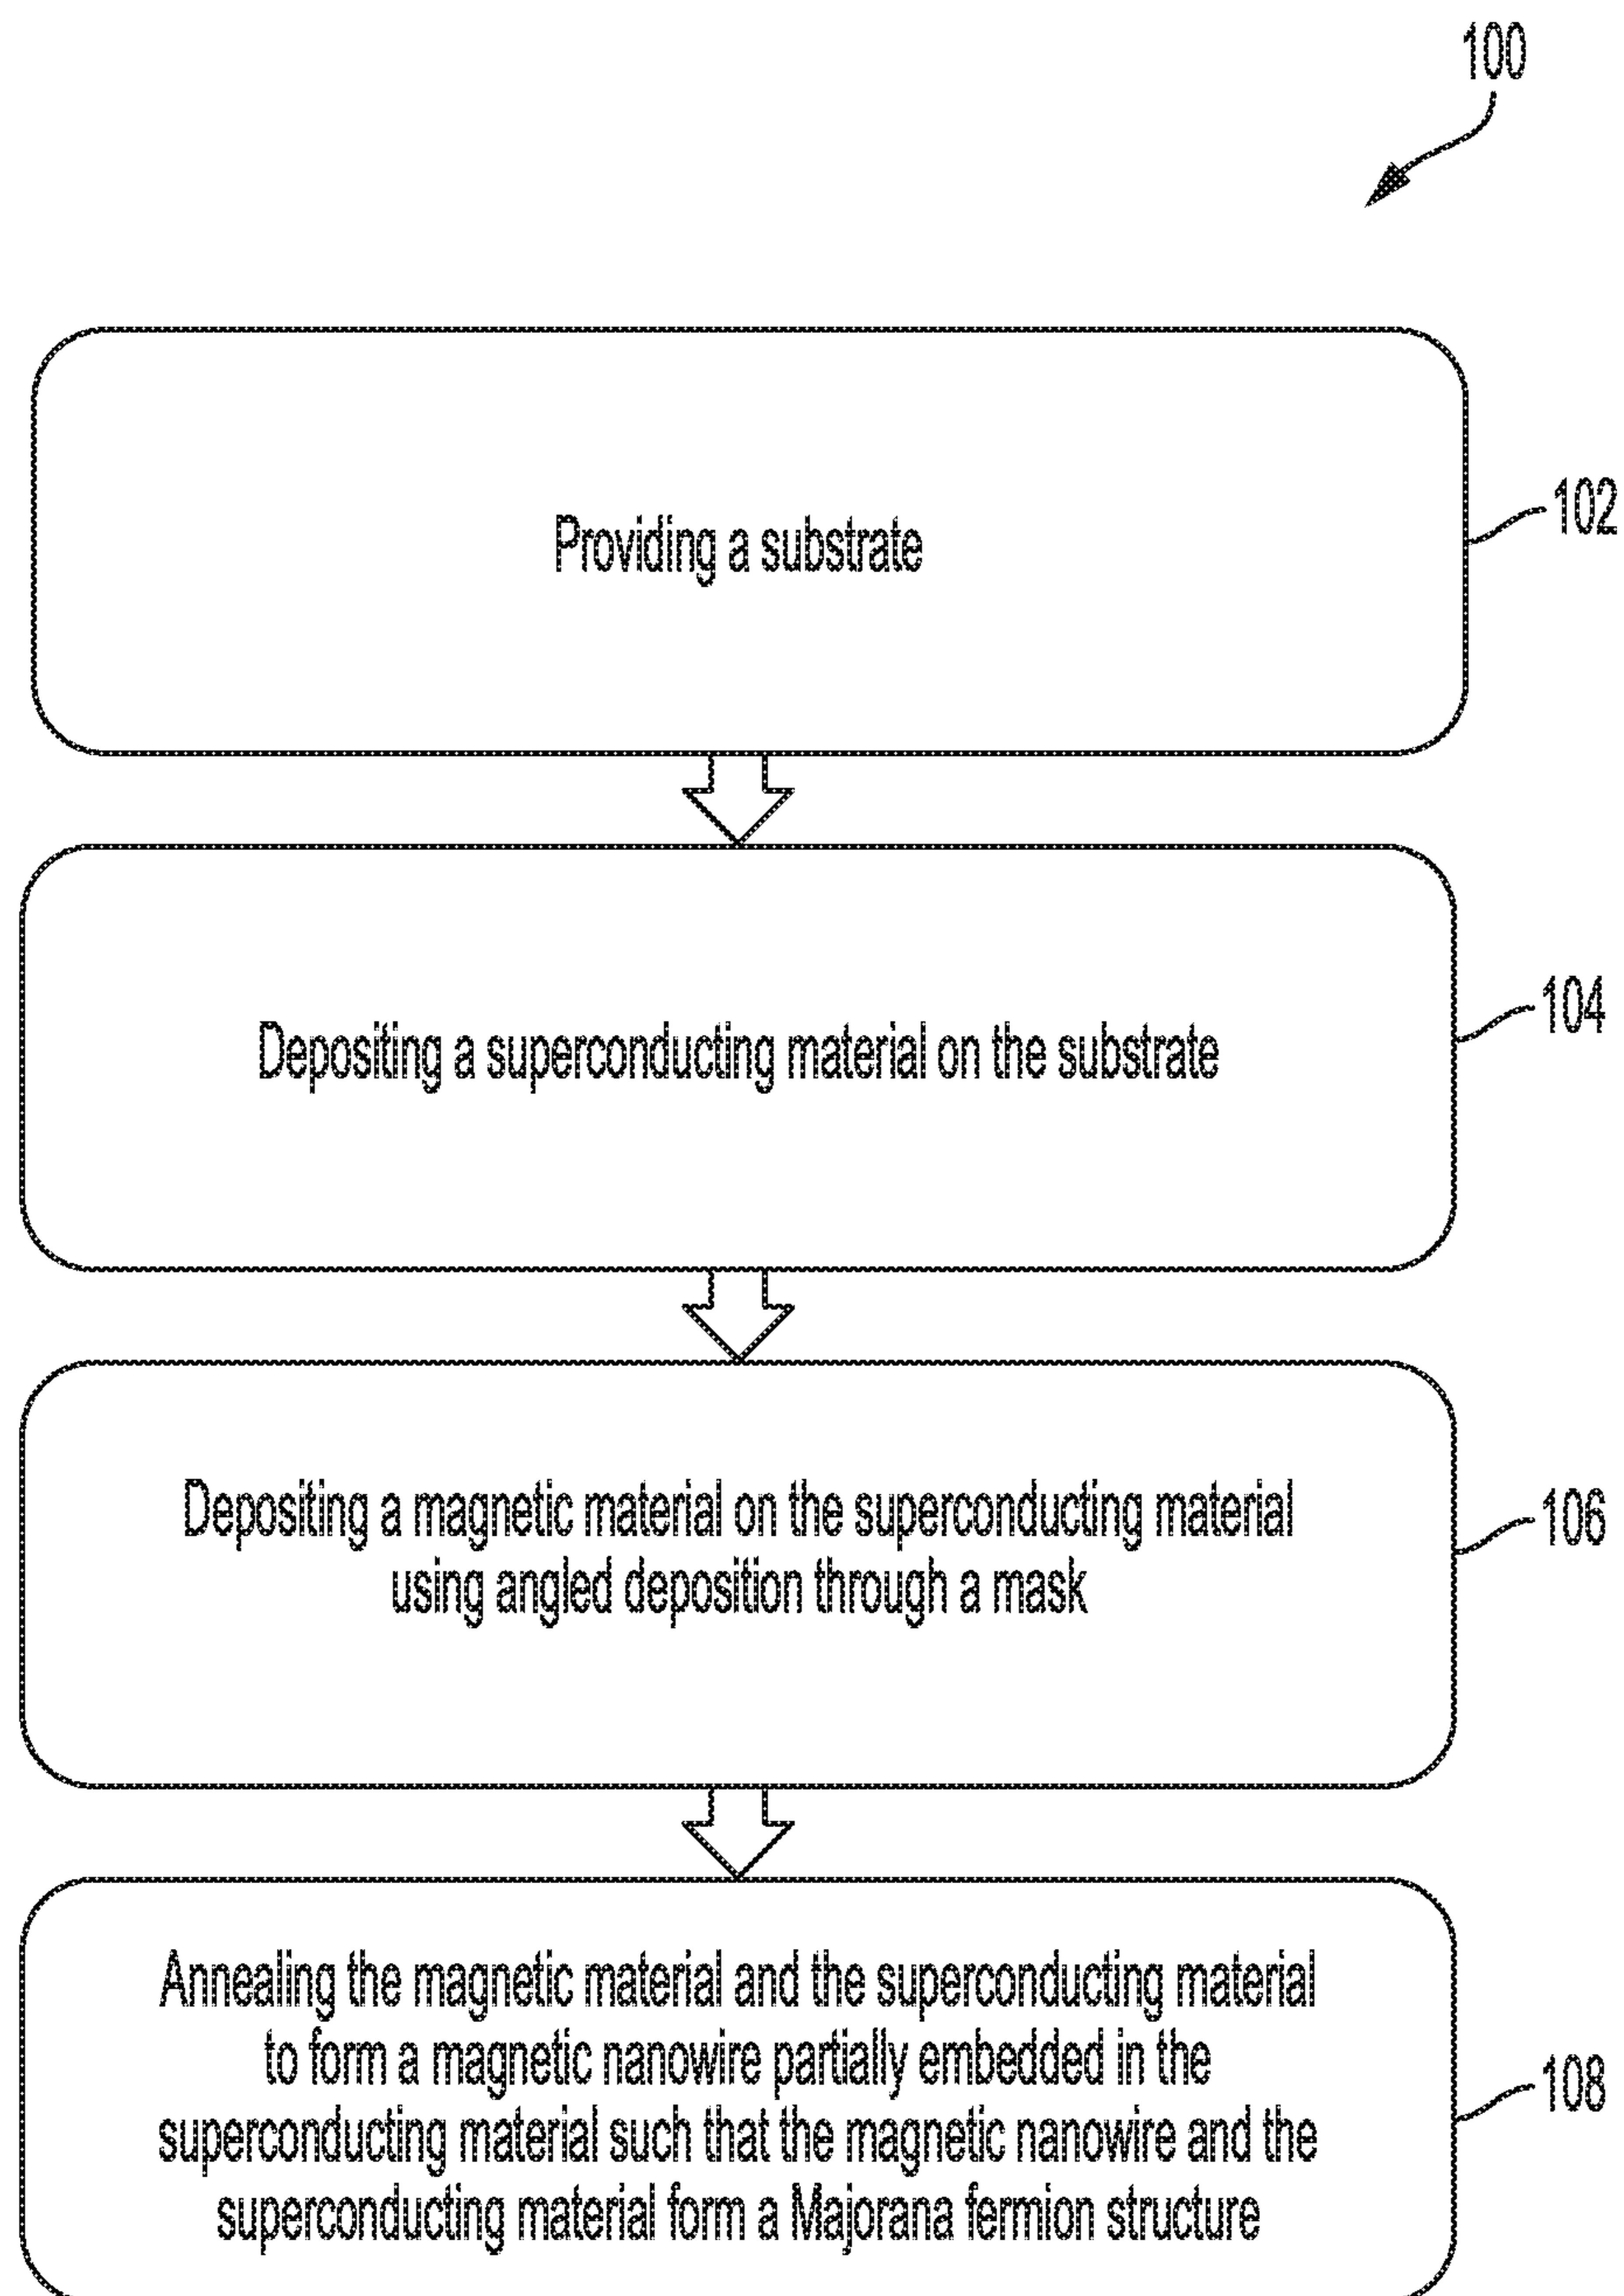 100
Providing a substrate
102
Depositing a superconducting material on the substrate
104
Depositing a magnetic material on the superconducting material
using angled deposition through a mask
106
Annealing the magnetic material and the superconducting material
to form a magnetic nanowire partially embedded in the
superconducting material such that the magnetic nanowire and the
superconducting material form a Majorana fermion structure
108